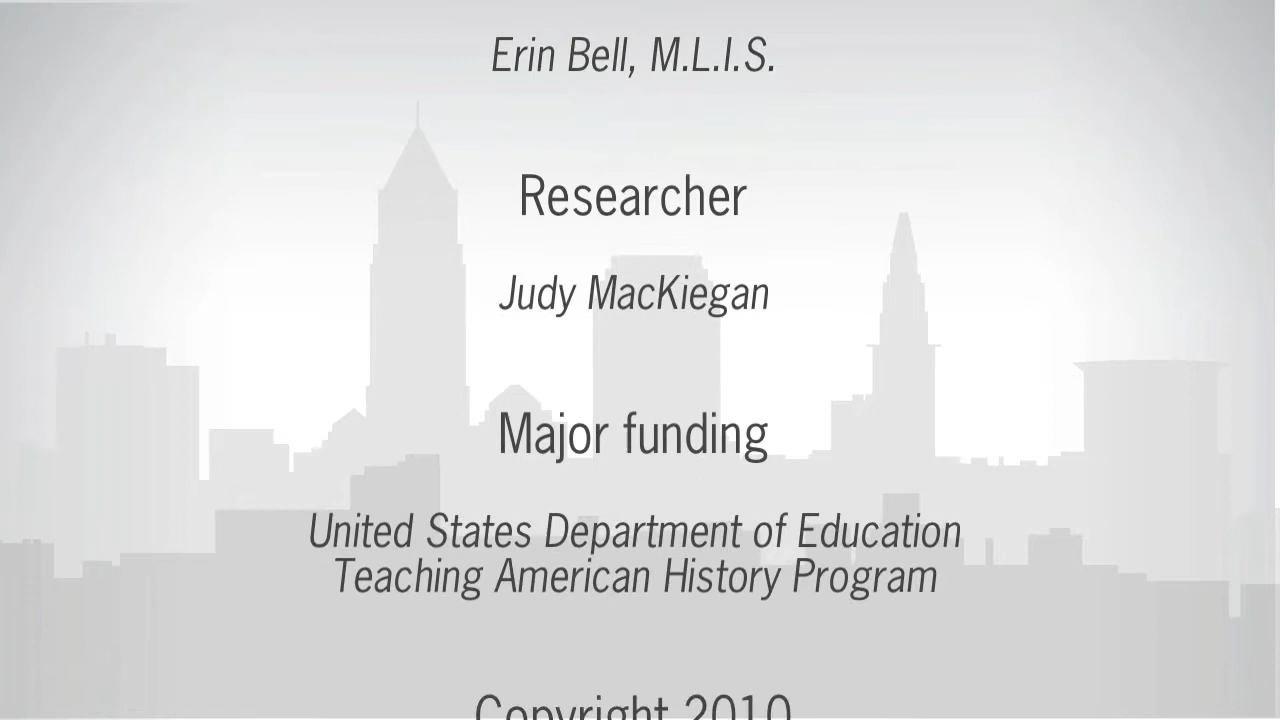 Erin Bell, M.L.I.S.
Researcher
Judy MacKiegan
Major funding
United States Department of Education
Teaching American History Program
Copyright 2010